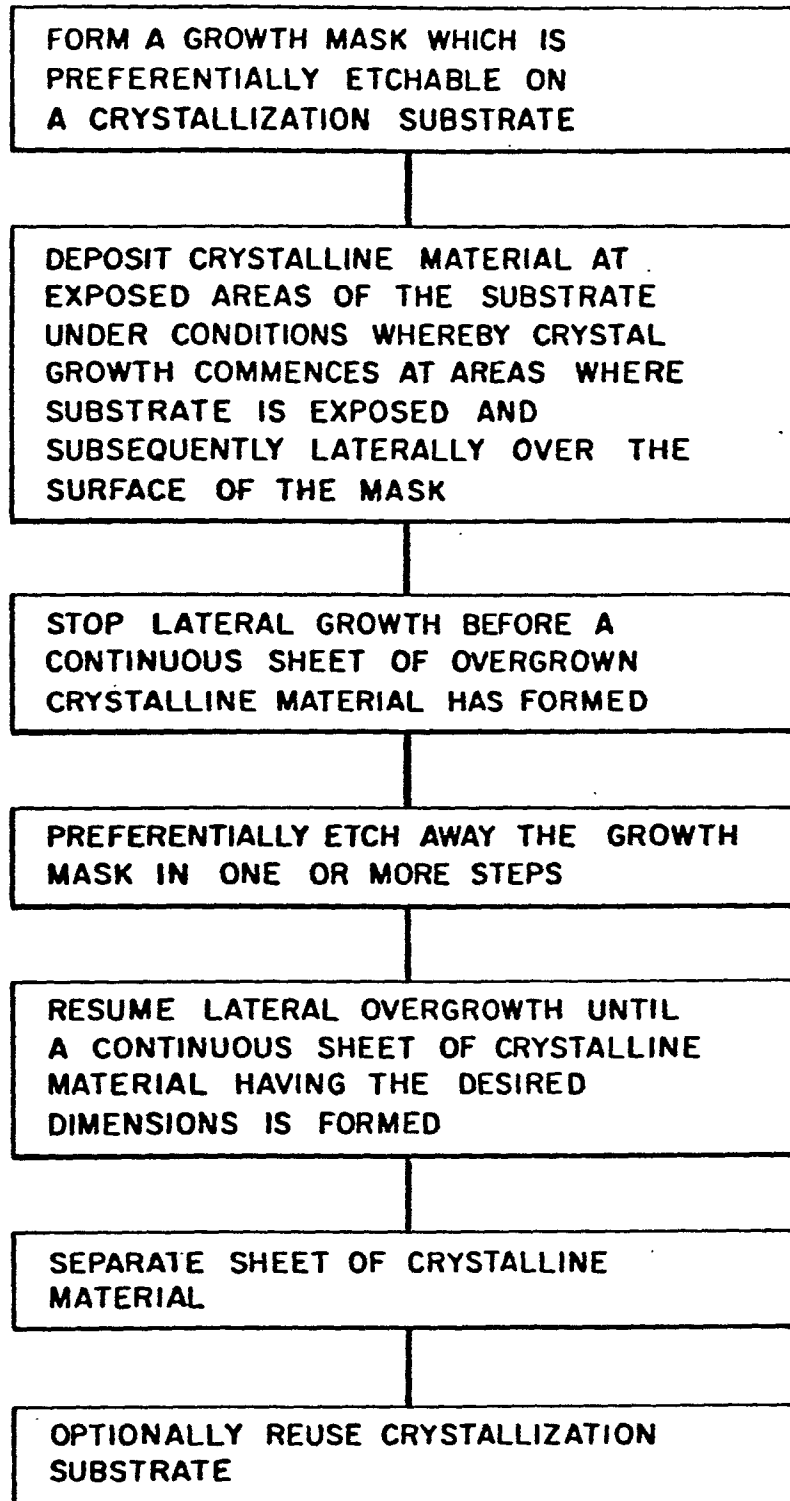 FORM A GROWTH MASK WHICH IS
PREFERENTIALLY ETCHABLE ON
A CRYSTALLIZATION SUBSTRATE
DEPOSIT CRYSTALLINE MATERIAL AT
EXPOSED AREAS OF THE SUBSTRATE
UNDER CONDITIONS WHEREBY CRYSTAL
GROWTH COMMENCES AT AREAS WHERE
SUBSTRATE IS EXPOSED AND
SUBSEQUENTLY LATERALLY OVER THE
SURFACE OF THE MASK
STOP LATERAL GROWTH BEFORE A
CONTINUOUS SHEET OF OVERGROWN
CRYSTALLINE MATERIAL HAS FORMED
PREFERENTIALLY ETCH AWAY THE GROWTH
MASK IN ONE OR MORE STEPS
RESUME LATERAL OVERGROWTH UNTIL
A CONTINUOUS SHEET OF CRYSTALLINE
MATERIAL HAVING THE DESIRED
DIMENSIONS IS FORMED
SEPARATE SHEET OF CRYSTALLINE
MATERIAL
OPTIONALLY REUSE CRYSTALLIZATION
SUBSTRATE